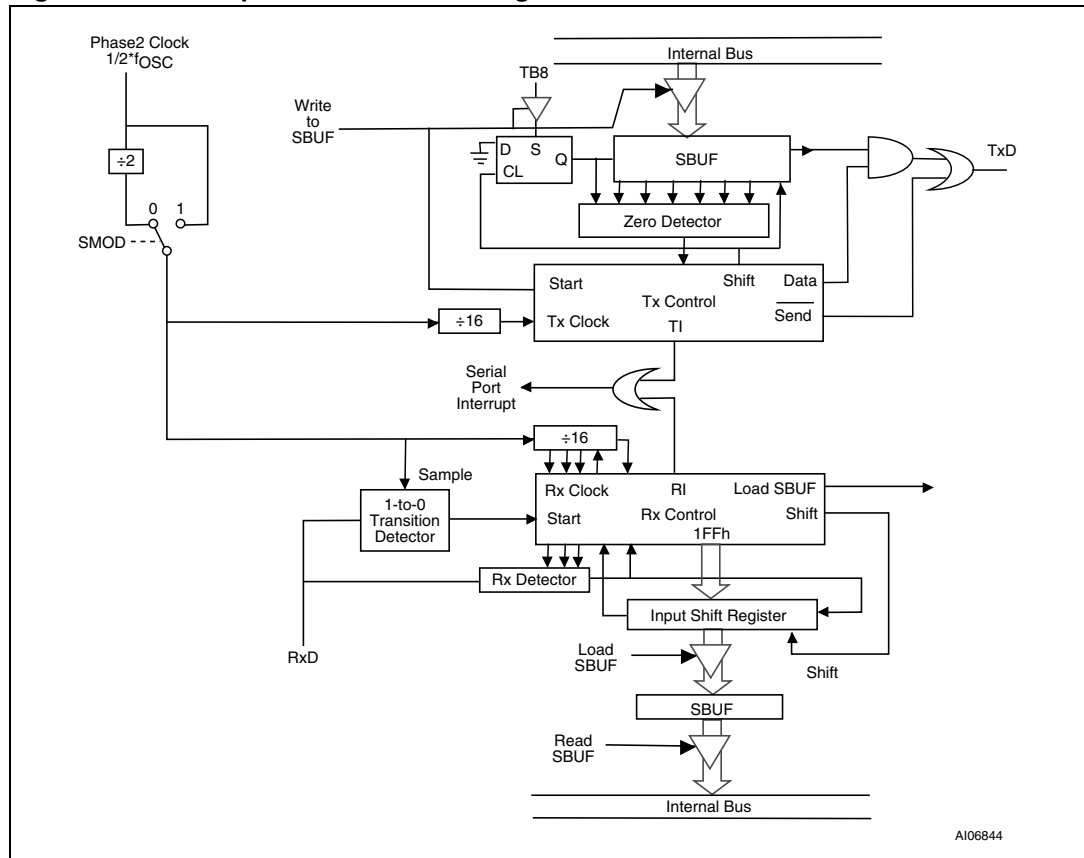 Phase2 Clock
1/2*fOSC
Internal Bus
TB8
Write
to
SBUF
D S
Q
CL
SBUF
TxD
÷2
Zero Detector
0 1
SMOD
Shift
Start
Data
Tx Control
Send
÷16
Tx Clock
TI
Serial
Port
Interrupt
÷16
Sample
Rx Clock
RI
Load SBUF
1-to-0
Transition
Detector
Start
Rx Control
Shift
1FFh
Rx Detector
Input Shift Register
RxD
Load
SBUF
Shift
SBUF
Read
SBUF
Internal Bus
AI06844